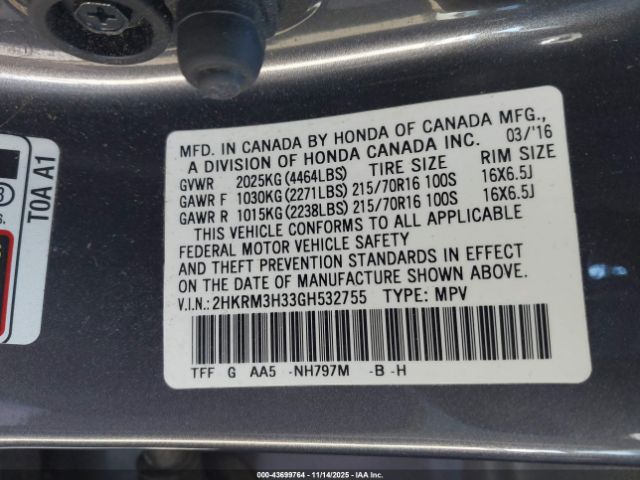 MFD. IN CANADA BY HONDA OF CANADA MFG.,
A DIVISION OF HONDA CANADA INC. 03/'16
GVWR 2025KG(4464LBS) TIRE SIZE RIM SIZE
GAWR F 1030KG(2271LBS) 215/70R16 100S 16X6.5J
GAWR R 1015KG(2238LBS) 215/70R16 100S 16X6.5J
THIS VEHICLE CONFORMS TO ALL APPLICABLE
FEDERAL MOTOR VEHICLE SAFETY
AND THEFT PREVENTION STANDARDS IN EFFECT
ON THE DATE OF MANUFACTURE SHOWN ABOVE.
V.I.N.: 2HKRM3H33GH532755 TYPE: MPV
TFF G AA5 -NH797M -B -H
T0A A1
40-43699764 | 11/14/2025 - IAA Inc.